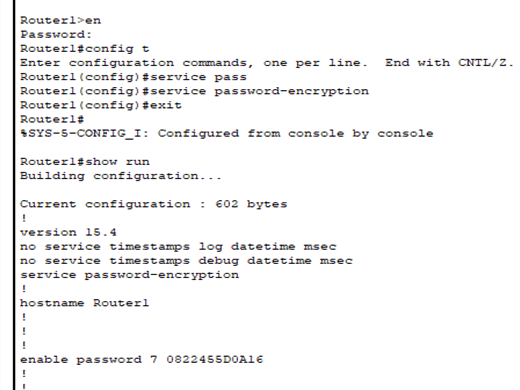 Router1>en
Password:
Router1#config t
Enter configuration commands, one per line.  End with CNTL/Z.
Router1(config)#service pass
Router1(config)#service password-encryption
Router1(config)#exit
Router1#
%SYS-5-CONFIG_I: Configured from console by console

Router1#show run
Building configuration...

Current configuration : 602 bytes
!
version 15.4
no service timestamps log datetime msec
no service timestamps debug datetime msec
service password-encryption
!
hostname Router1
!
!
!
enable password 7 0822455D0A16
!
!